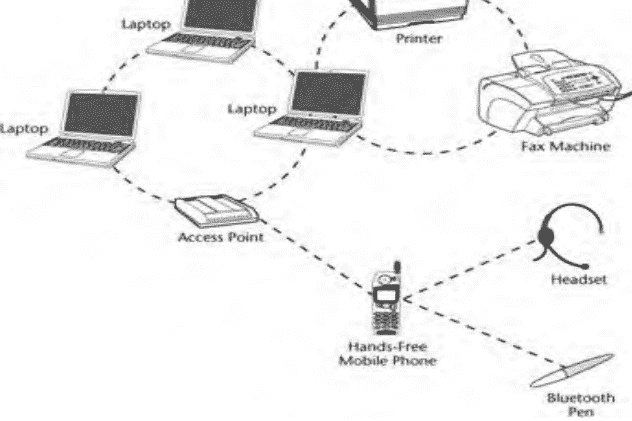 Laptop
Printer
Laptop
Laptop
Fax Machine
Access Point
Headset
Hands-Free
Mobile Phone
Bluetooth
Pen